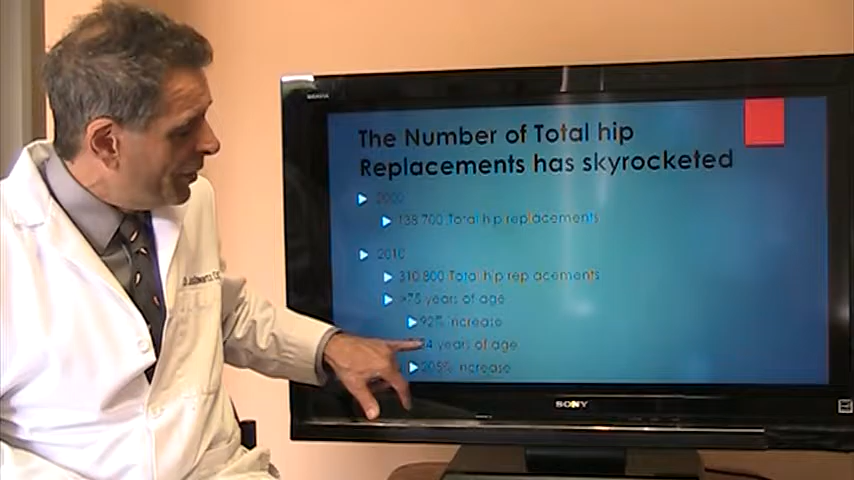 The Number of Total hip
Replacements has skyrocketed
2000
138,700 Total hip replacements
2010
310,800 Total hip replacements
>75 years of age
92% increase
54 years of age
205% increase
SONY